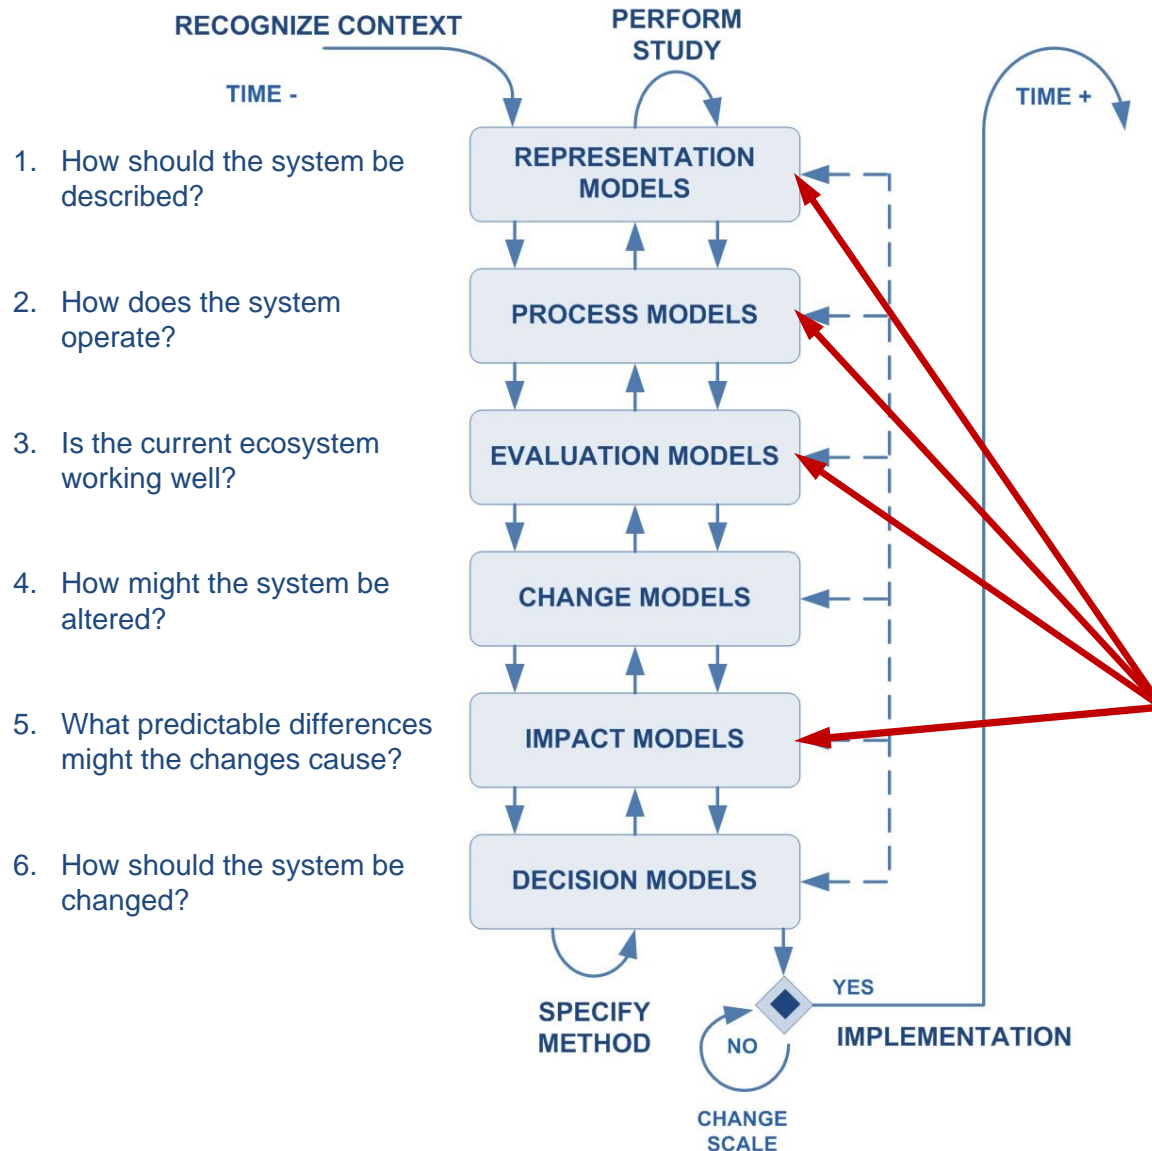 RECOGNIZE CONTEXT
PERFORM
STUDY
TIME -
TIME +
1. How should the system be
described?
REPRESENTATION
MODELS
2. How does the system
operate?
PROCESS MODELS
3. Is the current ecosystem
working well?
EVALUATION MODELS
4. How might the system be
altered?
CHANGE MODELS
5. What predictable differences
might the changes cause?
IMPACT MODELS
6. How should the system be
changed?
DECISION MODELS
SPECIFY
METHOD
YES
IMPLEMENTATION
NO
CHANGE
SCALE